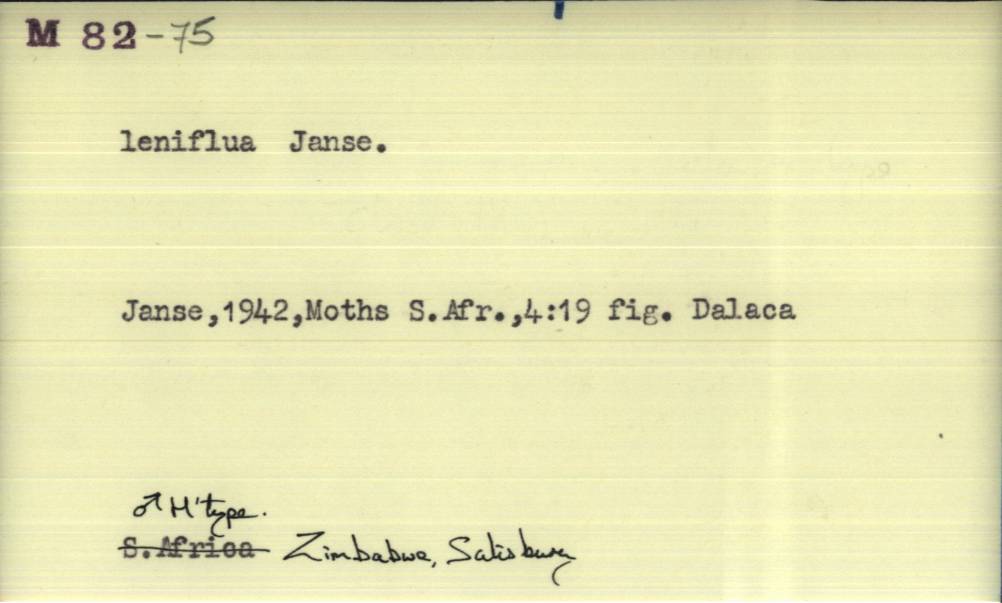 M 82-75
leniflua Janse.
Janse,1942,Moths S.Afr.,4:19 fig. Dalaca
♂ H'type.
S.Africa Zimbabwe, Salisbury